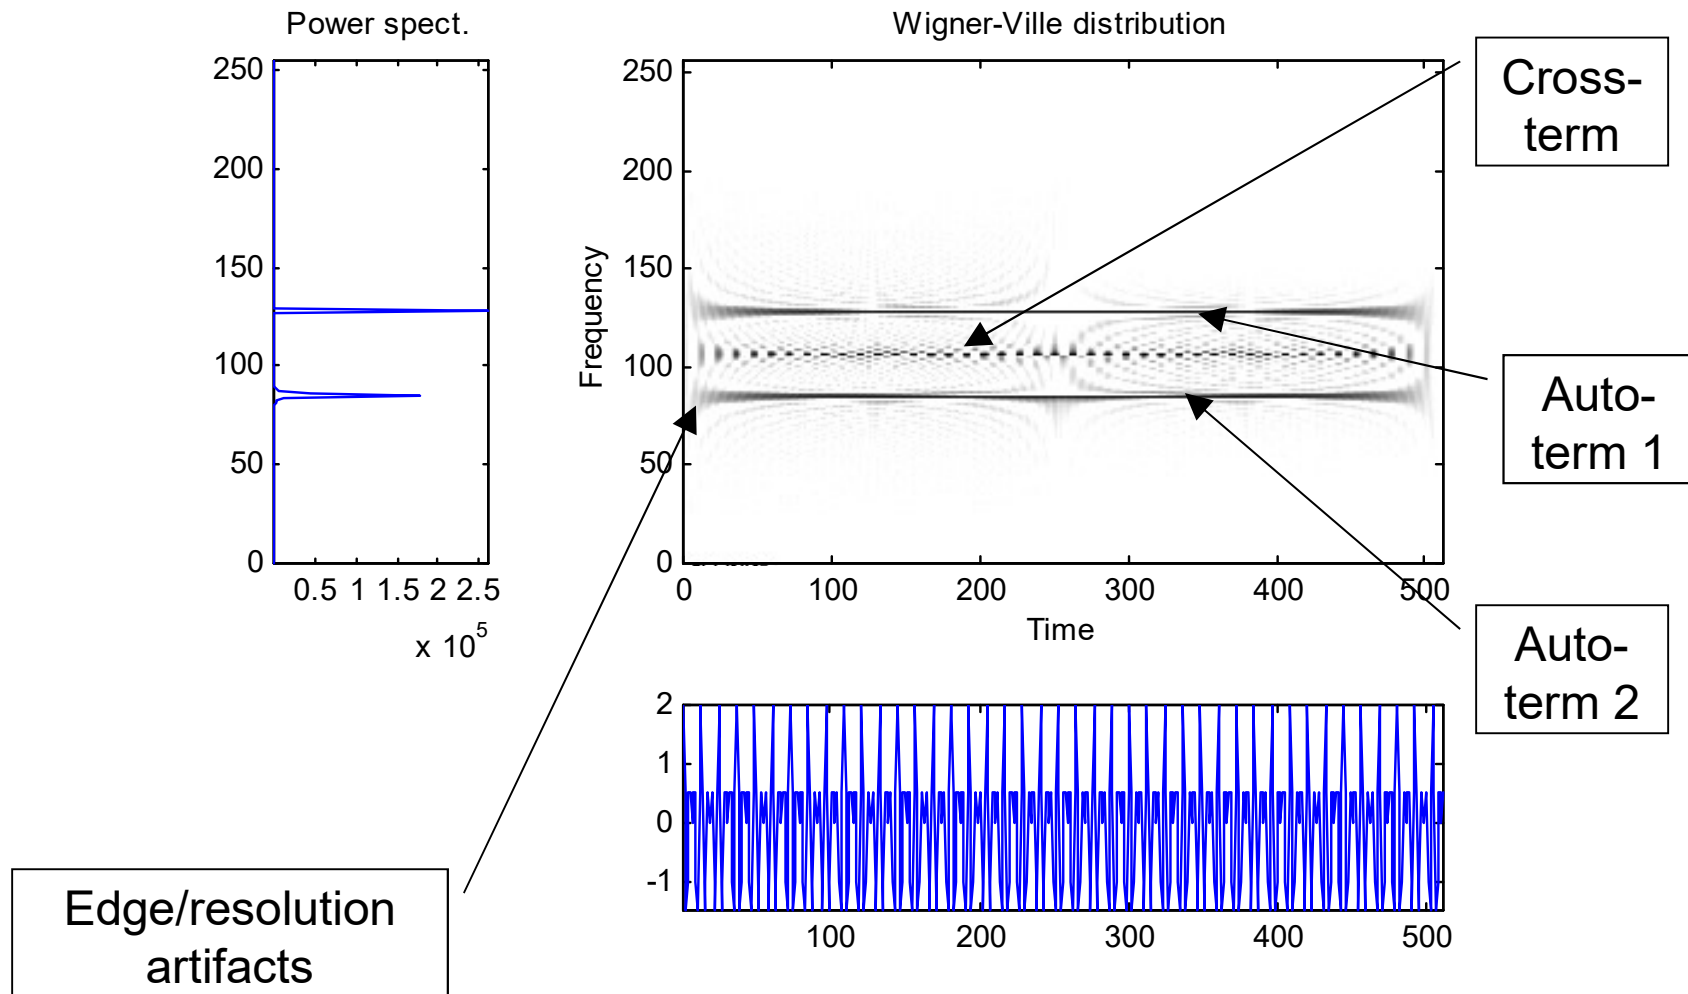 Power spect.
Wigner-Ville distribution
250
200
150
100
50
0
0.5 1 1.5 2 2.5
x 10^5
Frequency
250
200
150
100
50
0
0 100 200 300 400 500
Time
Cross-
term
Auto-
term 1
Auto-
term 2
2
1
0
-1
100 200 300 400 500
Edge/resolution
artifacts